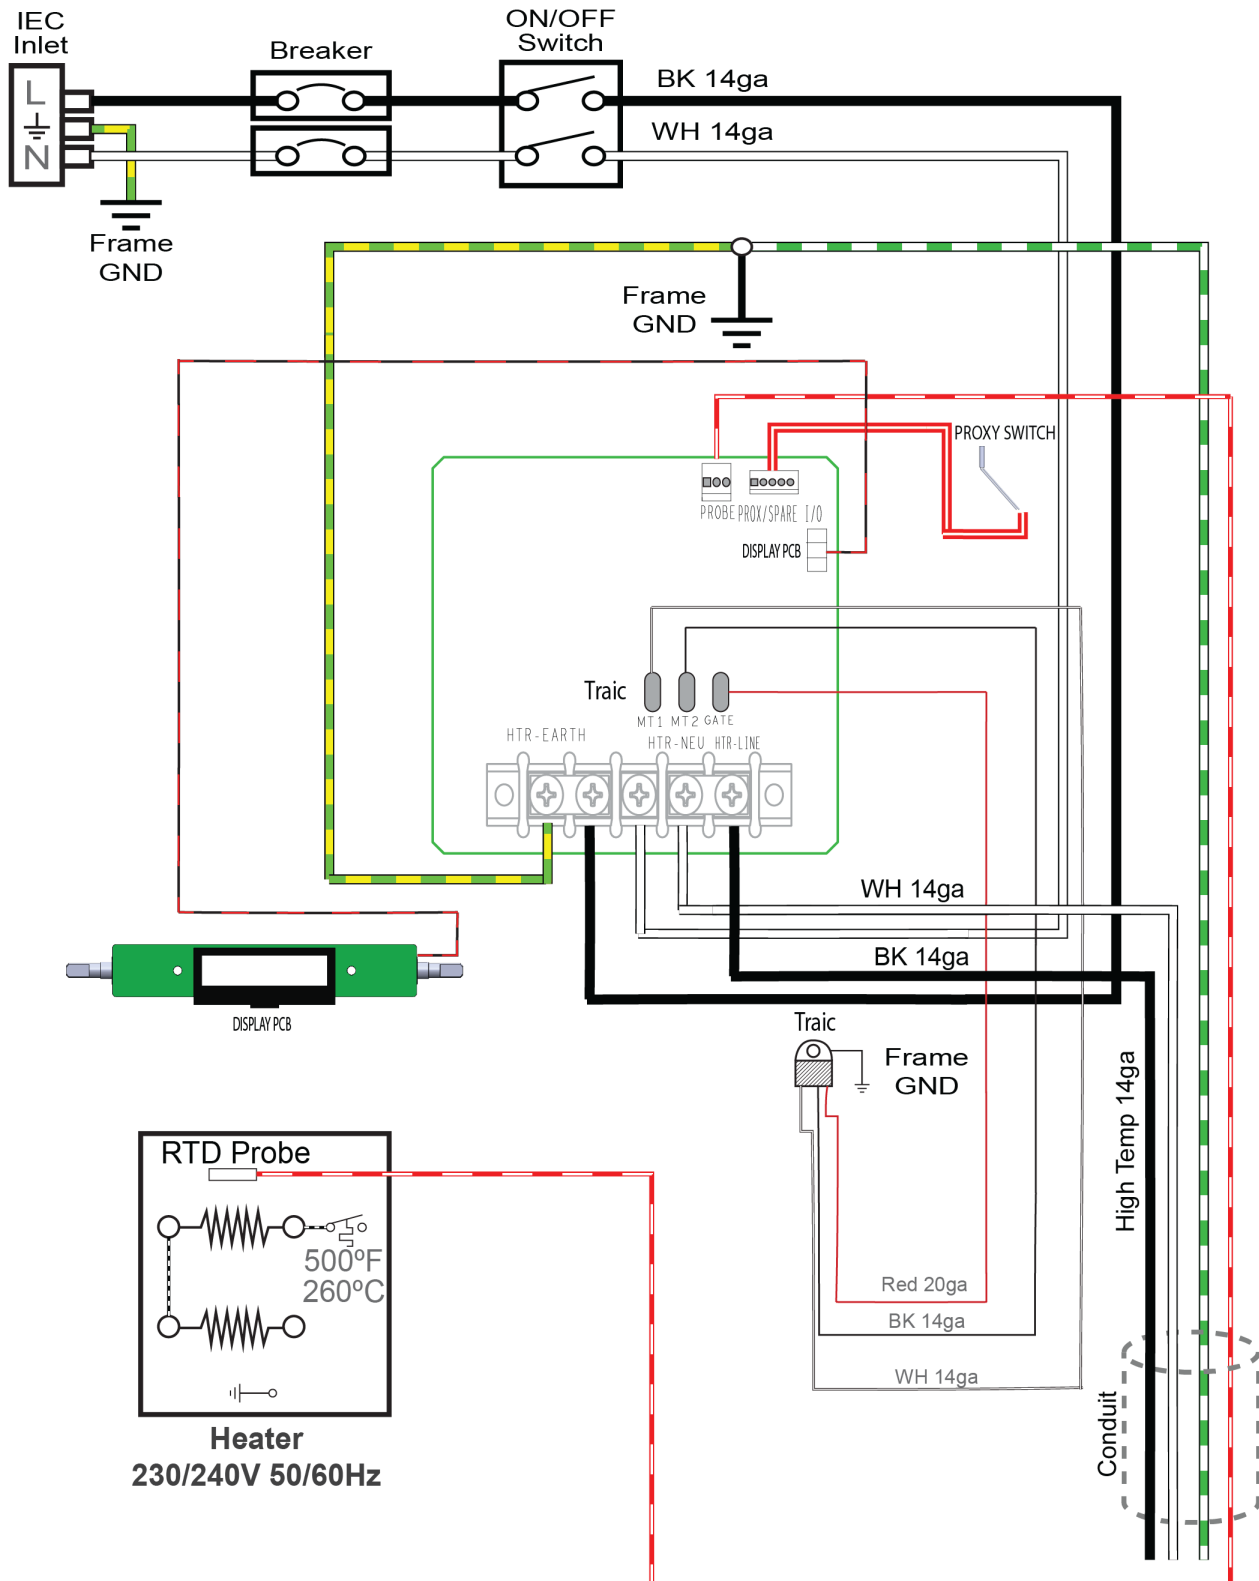 IEC
Inlet
Breaker
ON/OFF
Switch
BK 14ga
WH 14ga
L
N
Frame
GND
Frame
GND
PROXY SWITCH
PROBE
PROX/SPARE I/O
DISPLAY PCB
Traic
MT1
MT2
GATE
HTR-EARTH
HTR-NEU
HTR-LINE
WH 14ga
BK 14ga
DISPLAY PCB
Traic
Frame
GND
High Temp 14ga
RTD Probe
500ºF
260ºC
Red 20ga
BK 14ga
WH 14ga
Conduit
Heater
230/240V 50/60Hz